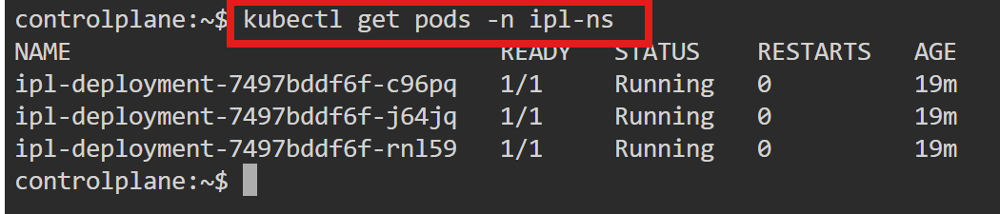 controlplane:~$ kubectl get pods -n ipl-ns
NAME READY STATUS RESTARTS AGE
ipl-deployment-7497bddf6f-c96pq 1/1 Running 0 19m
ipl-deployment-7497bddf6f-j64jq 1/1 Running 0 19m
ipl-deployment-7497bddf6f-rnl59 1/1 Running 0 19m
controlplane:~$